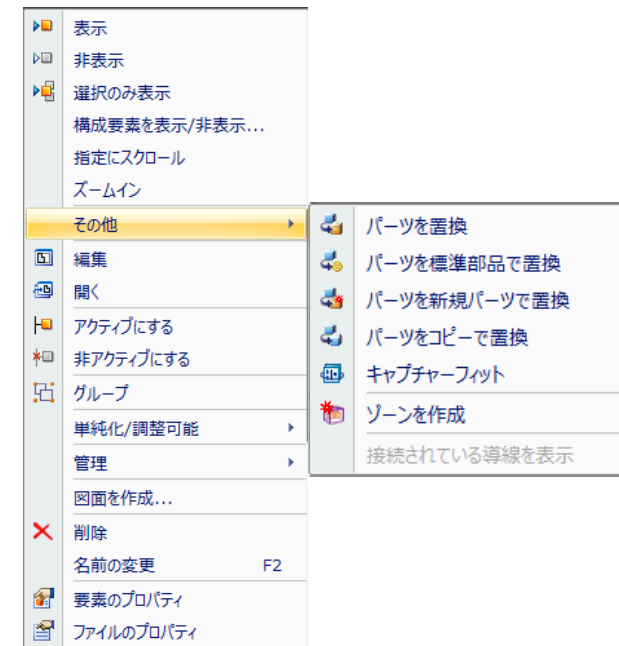 表示
非表示
選択のみ表示
構成要素を表示/非表示...
指定にスクロール
ズームイン
その他
編集
開く
アクティブにする
非アクティブにする
グループ
単純化/調整可能
管理
図面を作成...
削除
名前の変更 F2
要素のプロパティ
ファイルのプロパティ
パーツを置換
パーツを標準部品で置換
パーツを新規パーツで置換
パーツをコピーで置換
キャプチャーフィット
ゾーンを作成
接続されている導線を表示